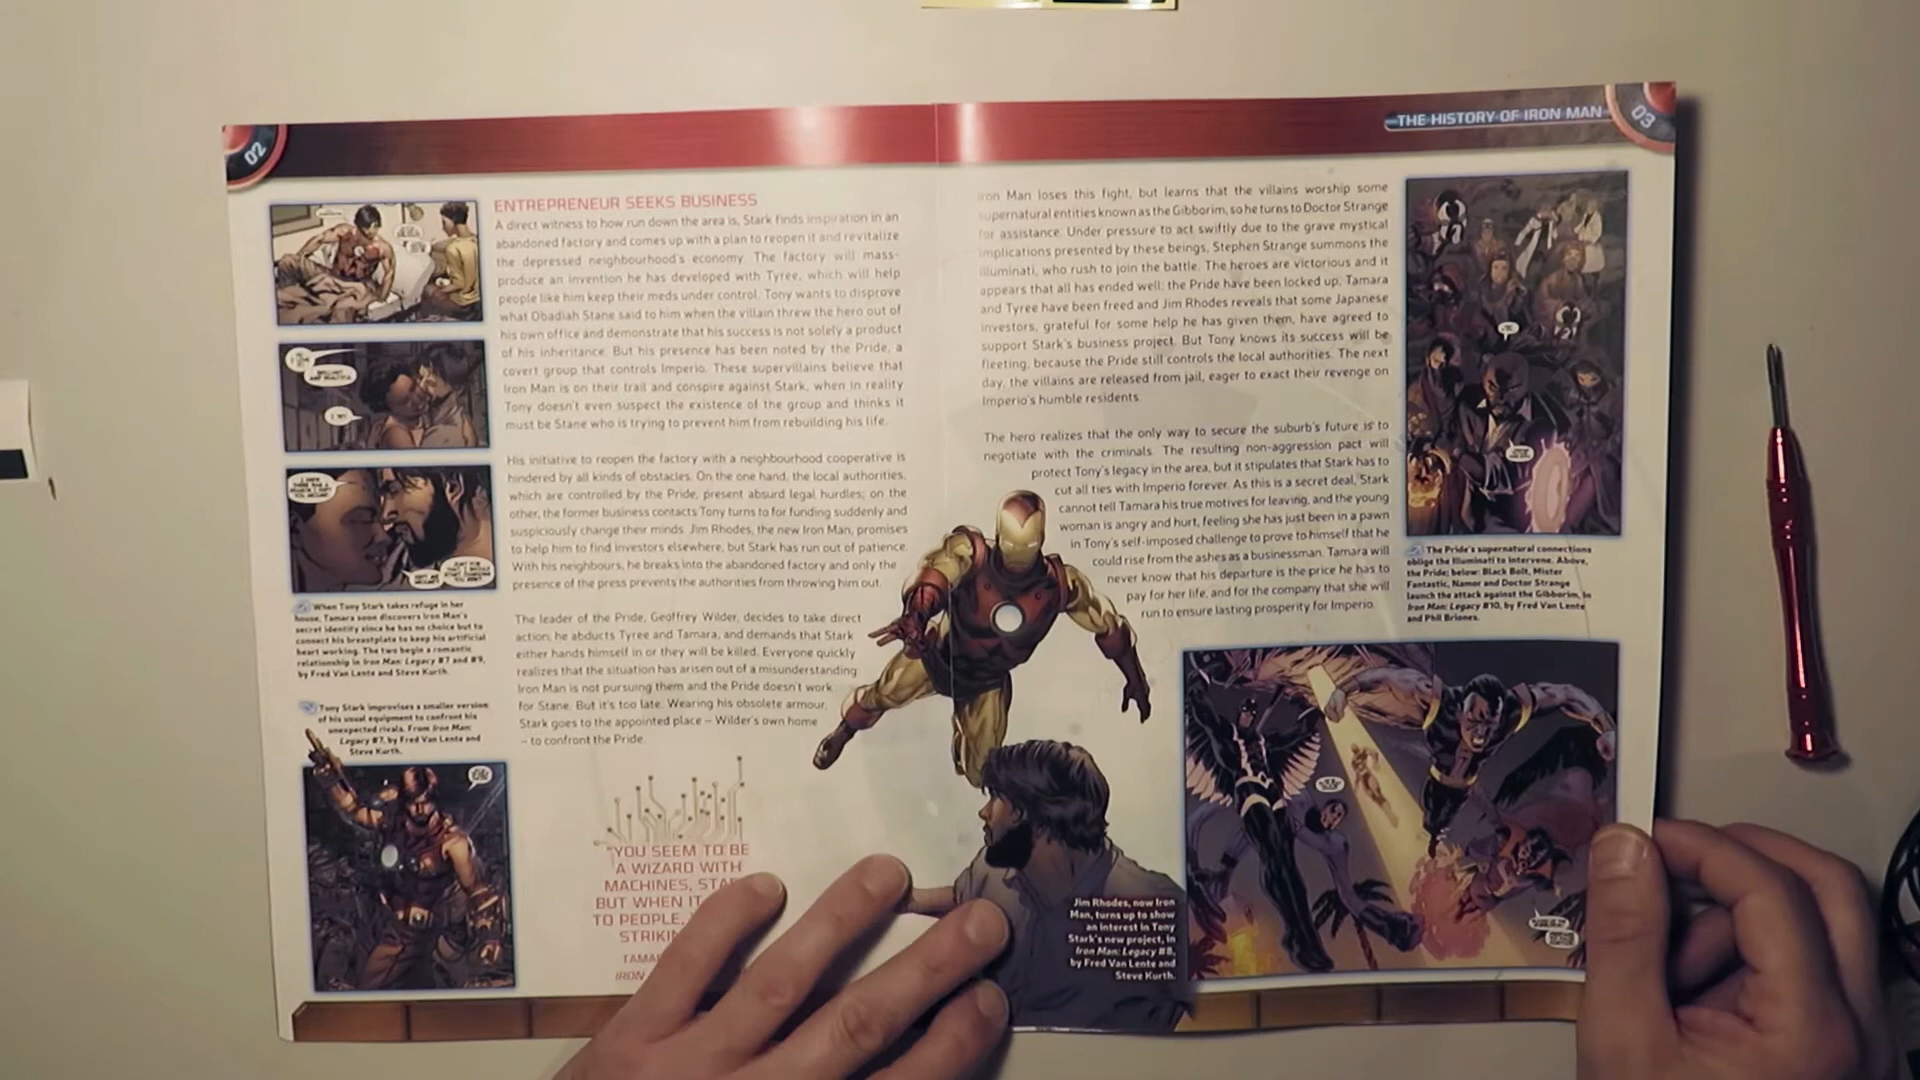 02
THE HISTORY OF IRON MAN
03
ENTREPRENEUR SEEKS BUSINESS
A direct witness to how run down the area is, Stark finds inspiration in an
abandoned factory and comes up with a plan to reopen it and revitalize
the depressed neighbourhood's economy. The factory will mass-
produce an invention he has developed with Tyree, which will help
people like him keep their meds under control. Tony wants to disprove
what Obadiah Stane said to him when the villain threw the hero out of
his own office and demonstrate that his success is not solely a product
of his inheritance. But his presence has been noted by the Pride, a
covert group that controls Imperio. These supervillains believe that
Iron Man is on their trail and conspire against Stark, when in reality
Tony doesn't even suspect the existence of the group and thinks it
must be Stane who is trying to prevent him from rebuilding his life.
His initiative to reopen the factory with a neighbourhood cooperative is
hindered by all kinds of obstacles. On the one hand, the local authorities,
which are controlled by the Pride, present absurd legal hurdles; on the
other, the former business contacts Tony turns to for funding suddenly and
suspiciously change their minds. Jim Rhodes, the new Iron Man, promises
to help him to find investors elsewhere, but Stark has run out of patience.
With his neighbours, he breaks into the abandoned factory and only the
presence of the press prevents the authorities from throwing him out.
The leader of the Pride, Geoffrey Wilder, decides to take direct
action; he abducts Tyree and Tamara, and demands that Stark
either hands himself in or they will be killed. Everyone quickly
realizes that the situation has arisen out of a misunderstanding:
Iron Man is not pursuing them and the Pride doesn't work
for Stane. But it's too late. Wearing his obsolete armour,
Stark goes to the appointed place – Wilder's own home
– to confront the Pride.
When Tony Stark takes refuge in her
house, Tamara soon discovers Iron Man's
secret identity since he has no choice but to
connect his breastplate to keep his artificial
heart working. The two begin a romantic
relationship in Iron Man: Legacy #7 and #9,
by Fred Van Lente and Steve Kurth.
Tony Stark improvises a smaller version
of his usual equipment to confront his
unexpected rivals. From Iron Man:
Legacy #7, by Fred Van Lente and
Steve Kurth.
"YOU SEEM TO BE
A WIZARD WITH
MACHINES,
BUT WHEN IT
TO PEOPLE,
Iron Man loses this fight, but learns that the villains worship some
supernatural entities known as the Gibborim, so he turns to Doctor Strange
for assistance. Under pressure to act swiftly due to the grave mystical
implications presented by these beings, Stephen Strange summons the
Illuminati, who rush to join the battle. The heroes are victorious and it
appears that all has ended well: the Pride have been locked up, Tamara
and Tyree have been freed and Jim Rhodes reveals that some Japanese
investors, grateful for some help he has given them, have agreed to
support Stark's business project. But Tony knows its success will be
fleeting, because the Pride still controls the local authorities. The next
day, the villains are released from jail, eager to exact their revenge on
Imperio's humble residents.
The hero realizes that the only way to secure the suburb's future is to
negotiate with the criminals. The resulting non-aggression pact will
protect Tony's legacy in the area, but it stipulates that Stark has to
cut all ties with Imperio forever. As this is a secret deal, Stark
cannot tell Tamara his true motives for leaving, and the young
woman is angry and hurt, feeling she has just been in a pawn
in Tony's self-imposed challenge to prove to himself that he
could rise from the ashes as a businessman. Tamara will
never know that his departure is the price he has to
pay for her life, and for the company that she will
run to ensure lasting prosperity for Imperio.
The Pride's supernatural connections
oblige the Illuminati to intervene. Above,
the Pride; below: Black Bolt, Mister
Fantastic, Namor and Doctor Strange
launch the attack against the Gibborim, in
Iron Man: Legacy #10, by Fred Van Lente
and Phil Briones.
Jim Rhodes, now Iron
Man, turns up to show
an interest in Tony
Stark's new project, in
Iron Man: Legacy #8,
by Fred Van Lente and
Steve Kurth.